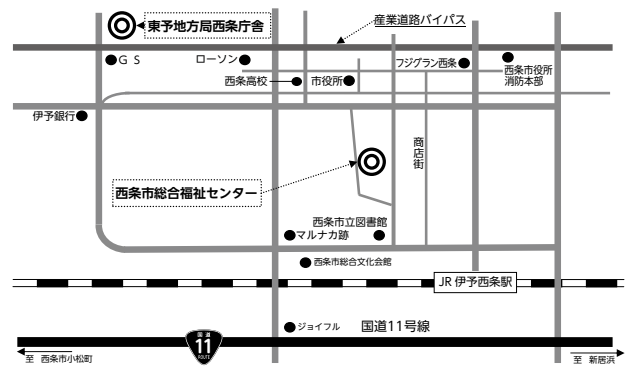 東予地方局西条庁舎
産業道路バイパス
GS
ローソン
フジグラン西条
西条高校
市役所
西条市役所
消防本部
伊予銀行
商店街
西条市総合福祉センター
西条市立図書館
マルナカ跡
西条市総合文化会館
JR 伊予西条駅
ジョイフル
国道11号線
国道
11
ROUTE
至 西条市小松町
至 新居浜